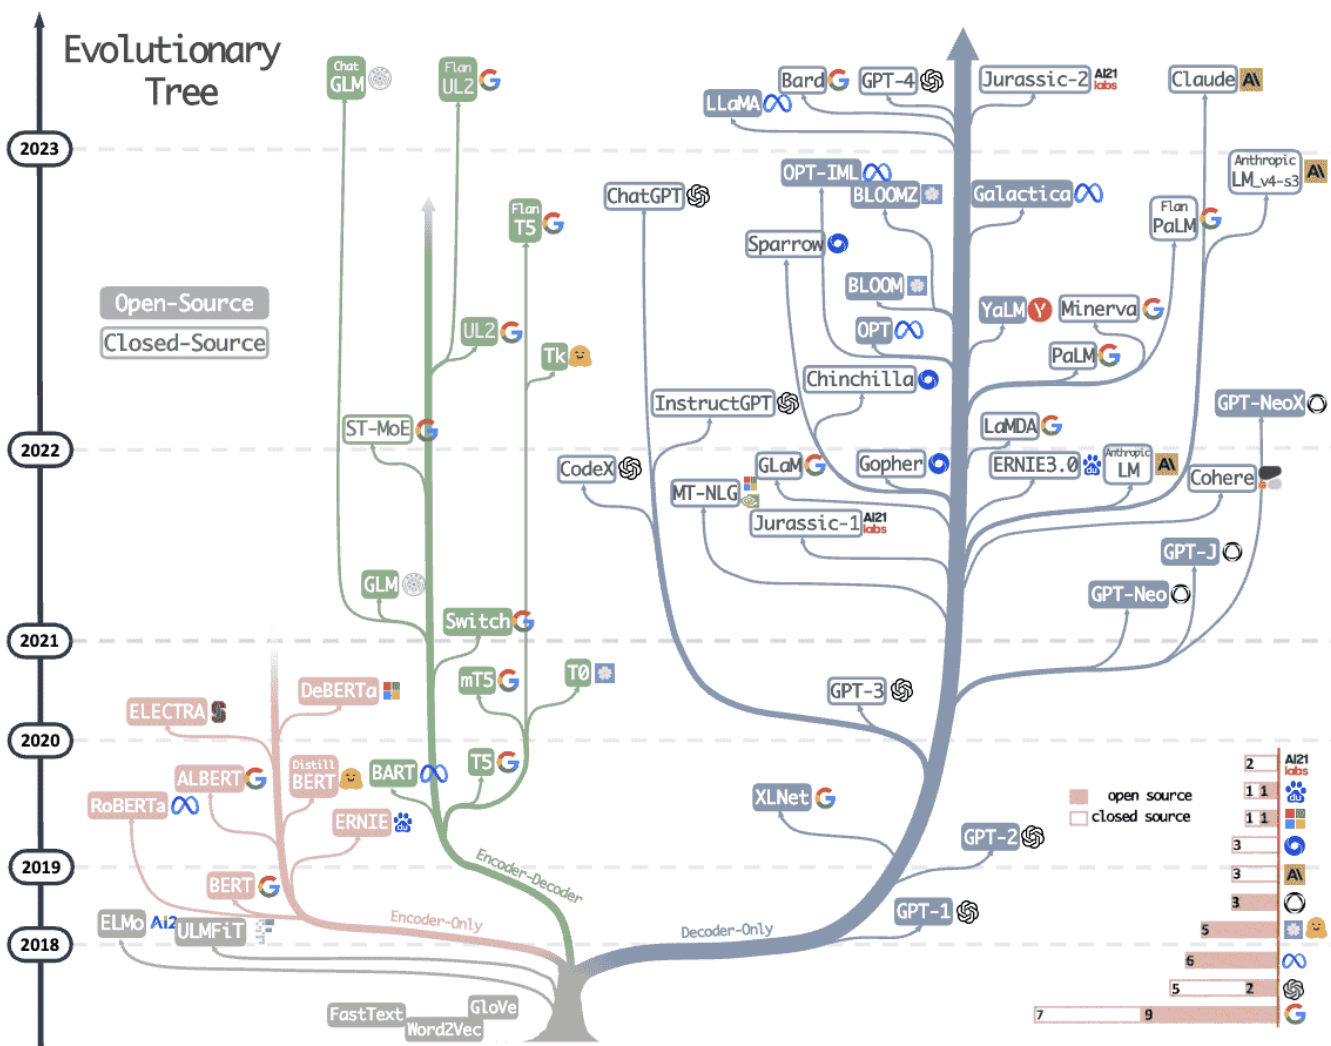 Evolutionary
Tree
2023
2022
2021
2020
2019
2018
Open-Source
Closed-Source
Chat
GLM
Flan
UL2
Flan
T5
UL2
Tk
ST-MoE
GLM
Switch
mT5
T0
DeBERTa
ELECTRA
BART
T5
ALBERT
Distill
BERT
RoBERTa
ERNIE
du
BERT
ELMo
AI2
ULMFiT
Encoder-Only
Encoder-Decoder
Decoder-Only
FastText
GloVe
Word2Vec
Bard
GPT-4
Jurassic-2
AI21
labs
Claude
A\
LLaMA
OPT-IML
BLOOMZ
Galactica
Anthropic
LM_v4-s3
A\
ChatGPT
Flan
PaLM
Sparrow
BLOOM
YaLM
Minerva
OPT
PaLM
Chinchilla
InstructGPT
GPT-NeoX
LaMDA
CodeX
GLaM
Gopher
ERNIE3.0
du
Anthropic
LM
A\
Cohere
MT-NLG
Jurassic-1
AI21
labs
GPT-J
GPT-Neo
GPT-3
XLNet
GPT-2
GPT-1
open source
closed source
2
AI21
labs
1 1
du
1 1
3
3
A\
3
5
6
5 2
7 9